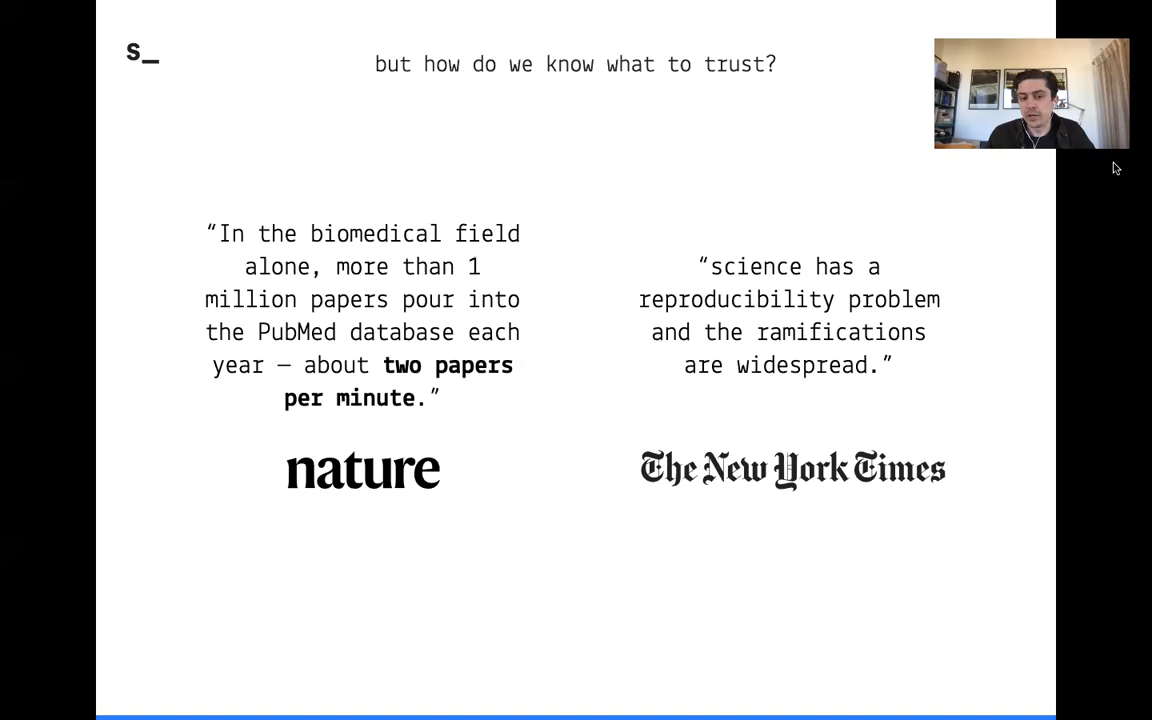 s_
but how do we know what to trust?
“In the biomedical field
alone, more than 1
million papers pour into
the PubMed database each
year — about two papers
per minute.”
nature
“science has a
reproducibility problem
and the ramifications
are widespread.”
The New York Times